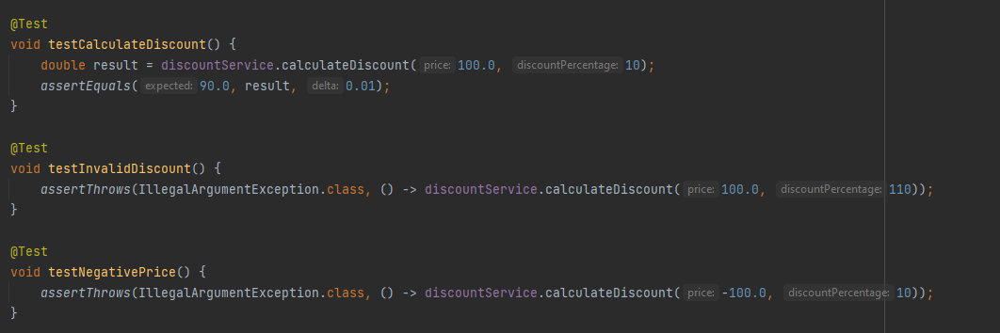 @Test
void testCalculateDiscount() {
double result = discountService.calculateDiscount( price: 100.0, discountPercentage: 10);
assertEquals( expected: 90.0, result, delta: 0.01);
}
@Test
void testInvalidDiscount() {
assertThrows(IllegalArgumentException.class, () -> discountService.calculateDiscount( price: 100.0, discountPercentage: 110));
}
@Test
void testNegativePrice() {
assertThrows(IllegalArgumentException.class, () -> discountService.calculateDiscount( price: -100.0, discountPercentage: 10));
}